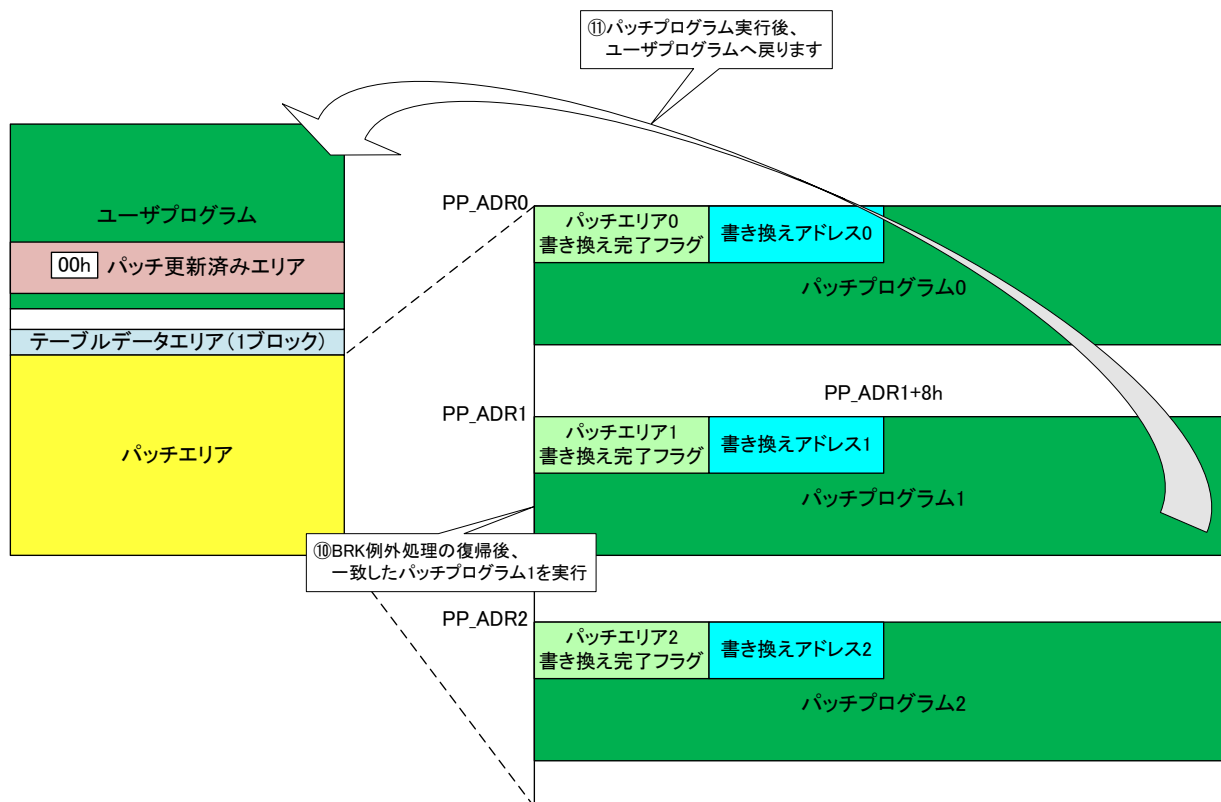 ⑪パッチプログラム実行後、
ユーザプログラムへ戻ります
ユーザプログラム
00h パッチ更新済みエリア
テーブルデータエリア(1ブロック)
パッチエリア
PP_ADR0
パッチエリア0
書き換え完了フラグ
書き換えアドレス0
パッチプログラム0
PP_ADR1+8h
PP_ADR1
パッチエリア1
書き換え完了フラグ
書き換えアドレス1
パッチプログラム1
⑩BRK例外処理の復帰後、
一致したパッチプログラム1を実行
PP_ADR2
パッチエリア2
書き換え完了フラグ
書き換えアドレス2
パッチプログラム2